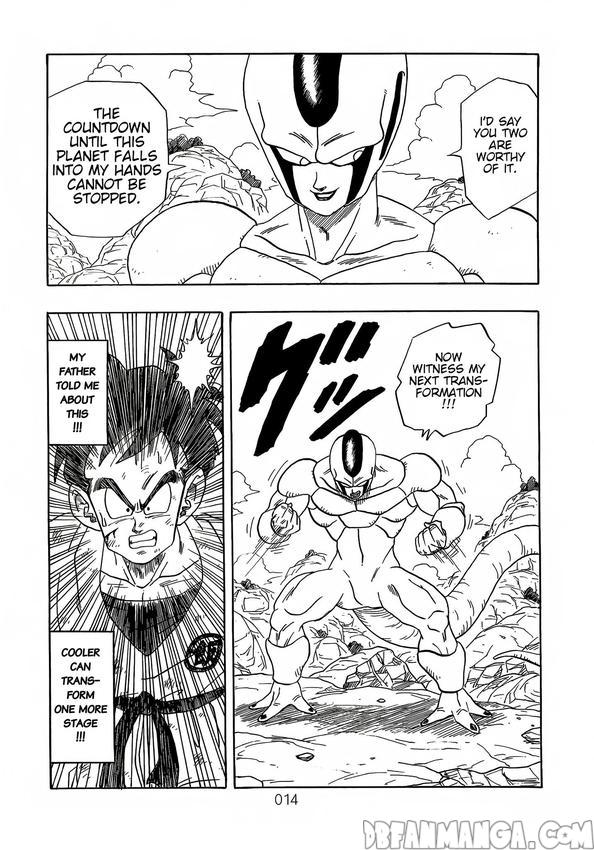 I'D SAY
YOU TWO
ARE
WORTHY
OF IT.
THE
COUNTDOWN
UNTIL THIS
PLANET FALLS
INTO MY HANDS
CANNOT BE
STOPPED.
NOW
WITNESS MY
NEXT TRANS-
FORMATION
!!!
グッ
MY
FATHER
TOLD ME
ABOUT
THIS
!!!
COOLER
CAN
TRANS-
FORM
ONE MORE
STAGE!
014
DBFANMANGA.COM